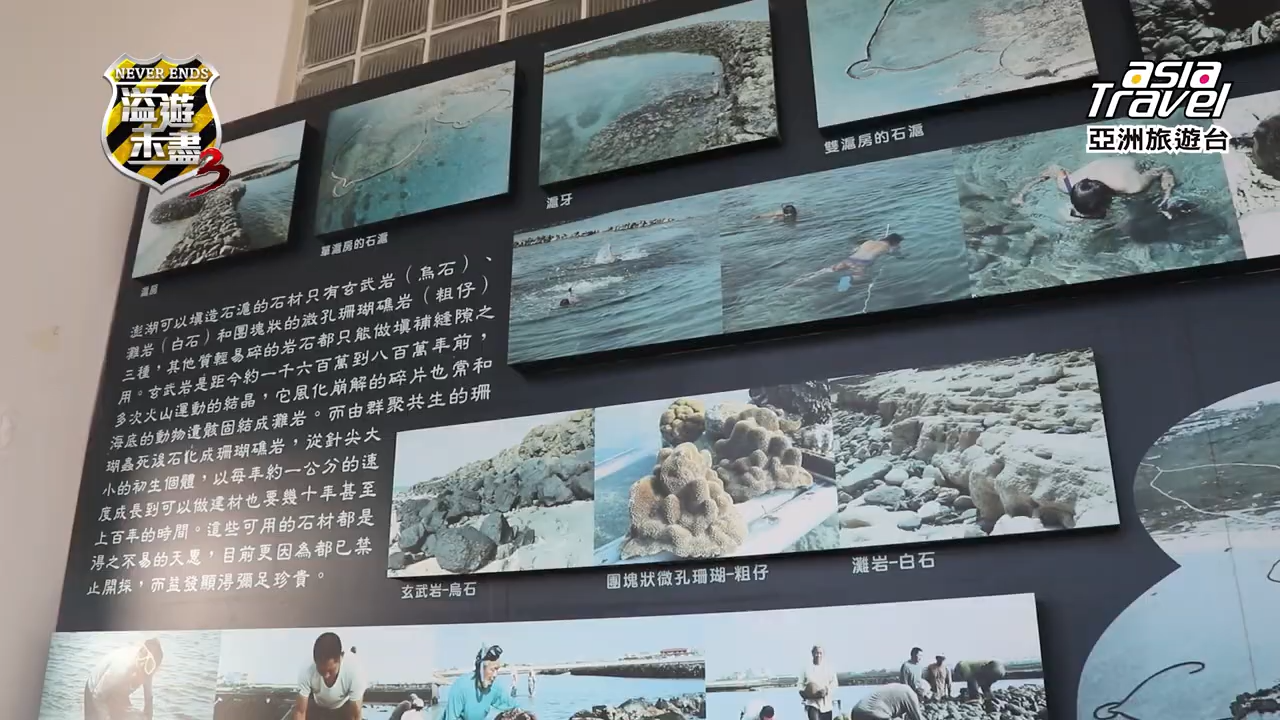 NEVER ENDS
溢遊
未盡
3
asia
Travel
亞洲旅遊台
雙滬房的石滬
滬牙
單滬房的石滬
澎湖可以填造石滬的石材只有玄武岩（烏石）、
灘岩（白石）和團塊狀的微孔珊瑚礁岩（粗仔）
三種，其他質輕易碎的岩石都只能做填補縫隙之
用。玄武岩是距今約一千六百萬到八百萬年前，
多次火山運動的結晶，它風化崩解的碎片也常和
海底的動物遺骸固結成灘岩。而由群聚共生的珊
瑚蟲死後石化成珊瑚礁岩，從針尖大
小的初生個體，以每年約一公分的速
度成長到可以做建材也要幾十年甚至
上百年的時間。這些可用的石材都是
得之不易的天惠，目前更因為都已禁
止開採，而益發顯得彌足珍貴。
玄武岩-烏石
團塊狀微孔珊瑚-粗仔
灘岩-白石